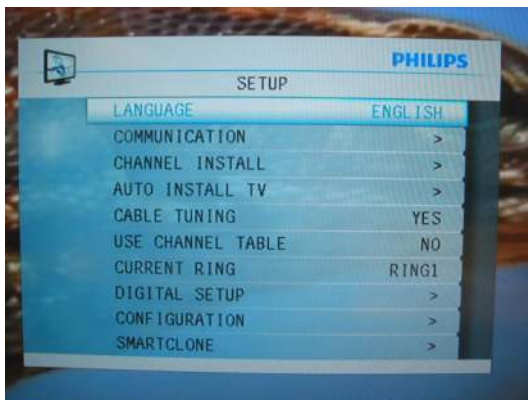 PHILIPS
SETUP
LANGUAGE ENGLISH
COMMUNICATION >
CHANNEL INSTALL >
AUTO INSTALL TV >
CABLE TUNING YES
USE CHANNEL TABLE NO
CURRENT RING RING1
DIGITAL SETUP >
CONFIGURATION >
SMARTCLONE >